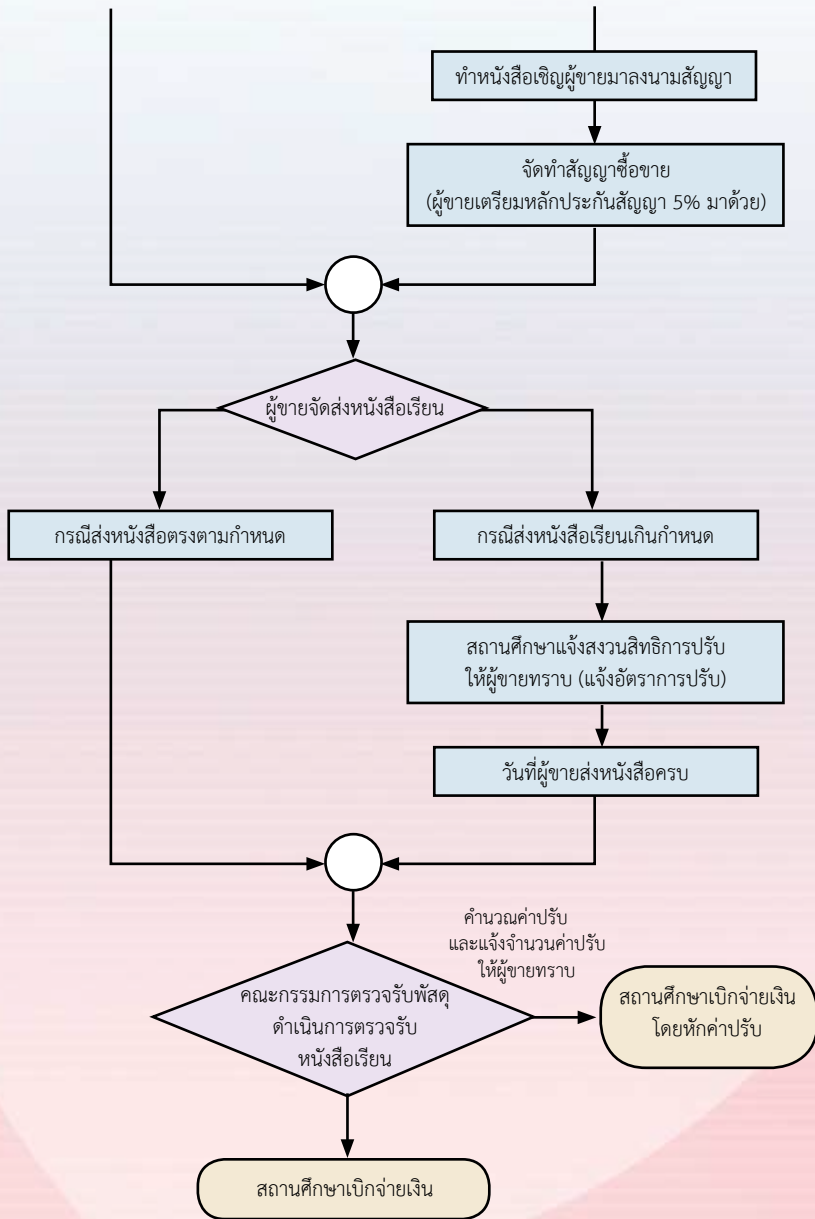 ทำหนังสือเชิญผู้ขายมาลงนามสัญญา
จัดทำสัญญาซื้อขาย
(ผู้ขายเตรียมหลักประกันสัญญา 5% มาด้วย)
ผู้ขายจัดส่งหนังสือเรียน
กรณีส่งหนังสือตรงตามกำหนด
กรณีส่งหนังสือเรียนเกินกำหนด
สถานศึกษาแจ้งสงวนสิทธิการปรับ
ให้ผู้ขายทราบ (แจ้งอัตราการปรับ)
วันที่ผู้ขายส่งหนังสือครบ
คำนวณค่าปรับ
และแจ้งจำนวนค่าปรับ
ให้ผู้ขายทราบ
คณะกรรมการตรวจรับพัสดุ
ดำเนินการตรวจรับ
หนังสือเรียน
สถานศึกษาเบิกจ่ายเงิน
โดยหักค่าปรับ
สถานศึกษาเบิกจ่ายเงิน